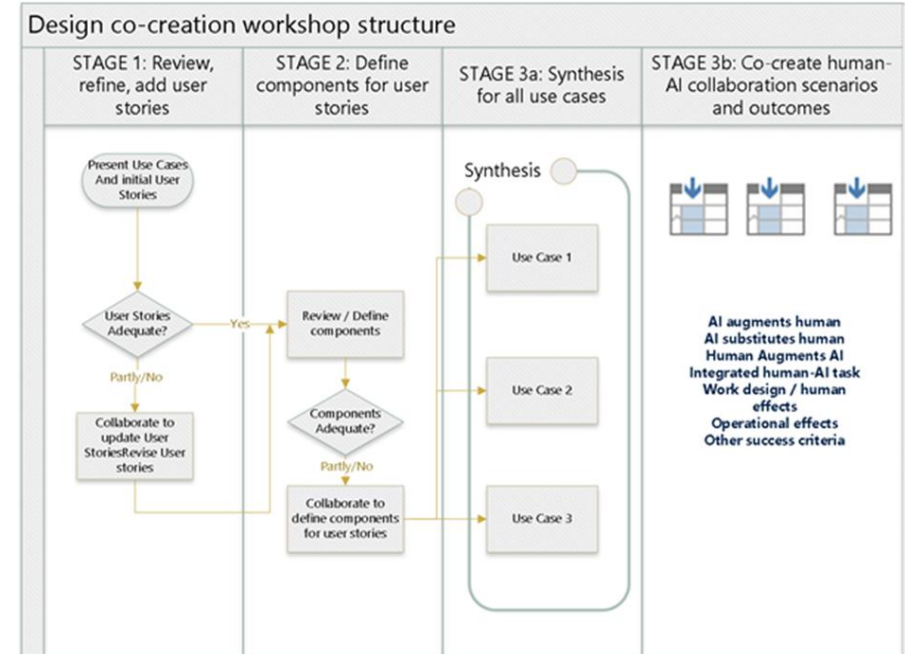 Design co-creation workshop structure
STAGE 1: Review,
refine, add user
stories
STAGE 2: Define
components for user
stories
STAGE 3a: Synthesis
for all use cases
STAGE 3b: Co-create human-
AI collaboration scenarios
and outcomes
Present Use Cases
And initial User
Stories
User Stories
Adequate?
Yes
Partly/No
Collaborate to
update User
StoriesRevise User
stories
Review / Define
components
Components
Adequate?
Partly/No
Collaborate to
define components
for user stories
Synthesis
Use Case 1
Use Case 2
Use Case 3
AI augments human
AI substitutes human
Human Augments AI
Integrated human-AI task
Work design / human
effects
Operational effects
Other success criteria